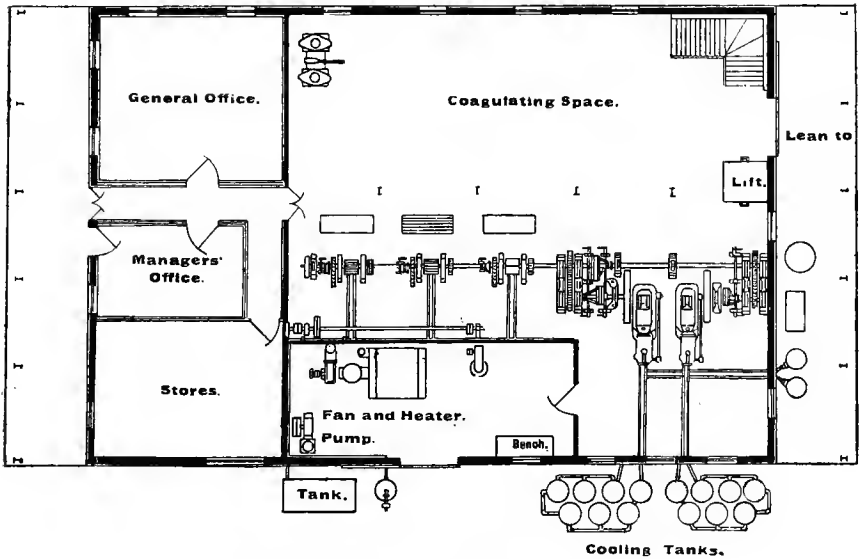 General Office.
Coagulating Space.
Lean to
Lift.
Managers'
Office.
Stores.
Fan and Heater.
Pump.
Bench.
Tank.
Cooling Tanks.